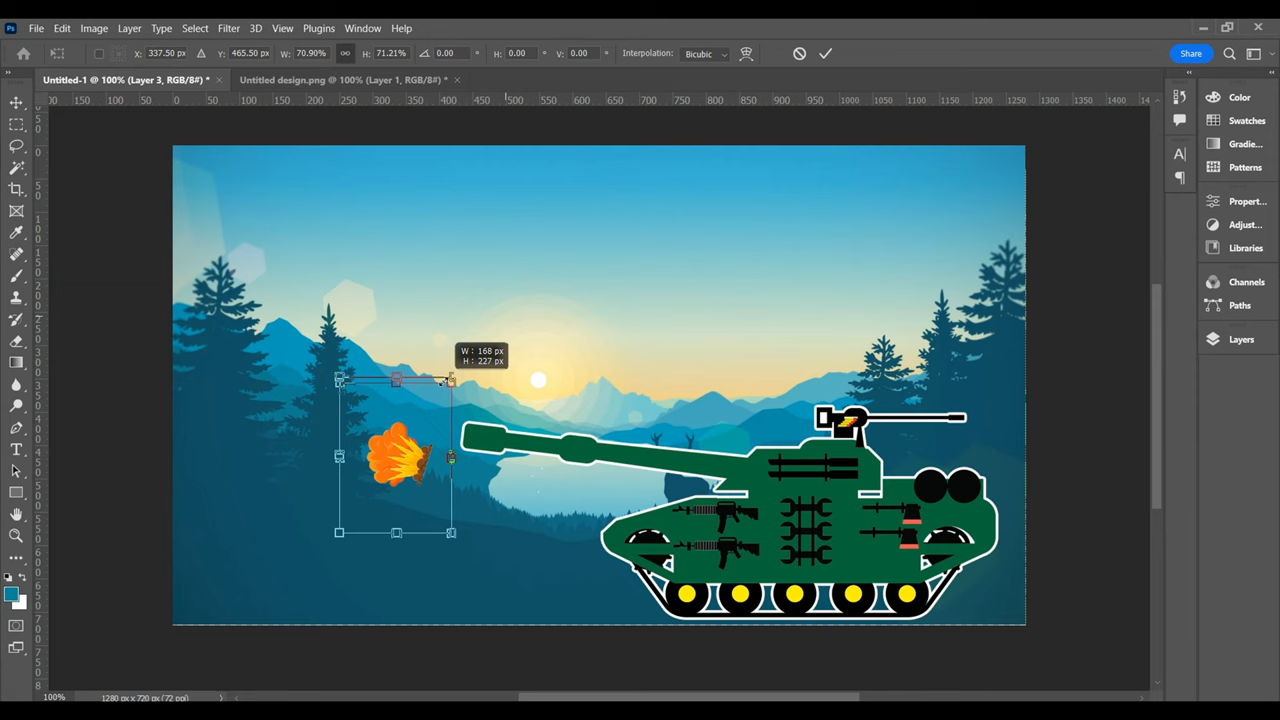 Ps File Edit Image Layer Type Select Filter 3D View Plugins Window Help
X: 337.50 px Y: 465.50 px W: 70.90% H: 71.21% 0.00 ° H: 0.00 ° V: 0.00 ° Interpolation: Bicubic Share
Untitled-1 @ 100% (Layer 3, RGB/8#) * × Untitled design.png @ 100% (Layer 1, RGB/8#) * ×
00 150 100 50 0 50 100 150 200 250 300 350 400 450 500 550 600 650 700 750 800 850 900 950 1000 1050 1100 1150 1200 1250 1300 1350 1400 14
Color
Swatches
Gradie...
Patterns
Propert...
Adjust...
Libraries
Channels
Paths
Layers
W: 168 px
H: 227 px
100% 1280 px x 720 px (72 ppi)